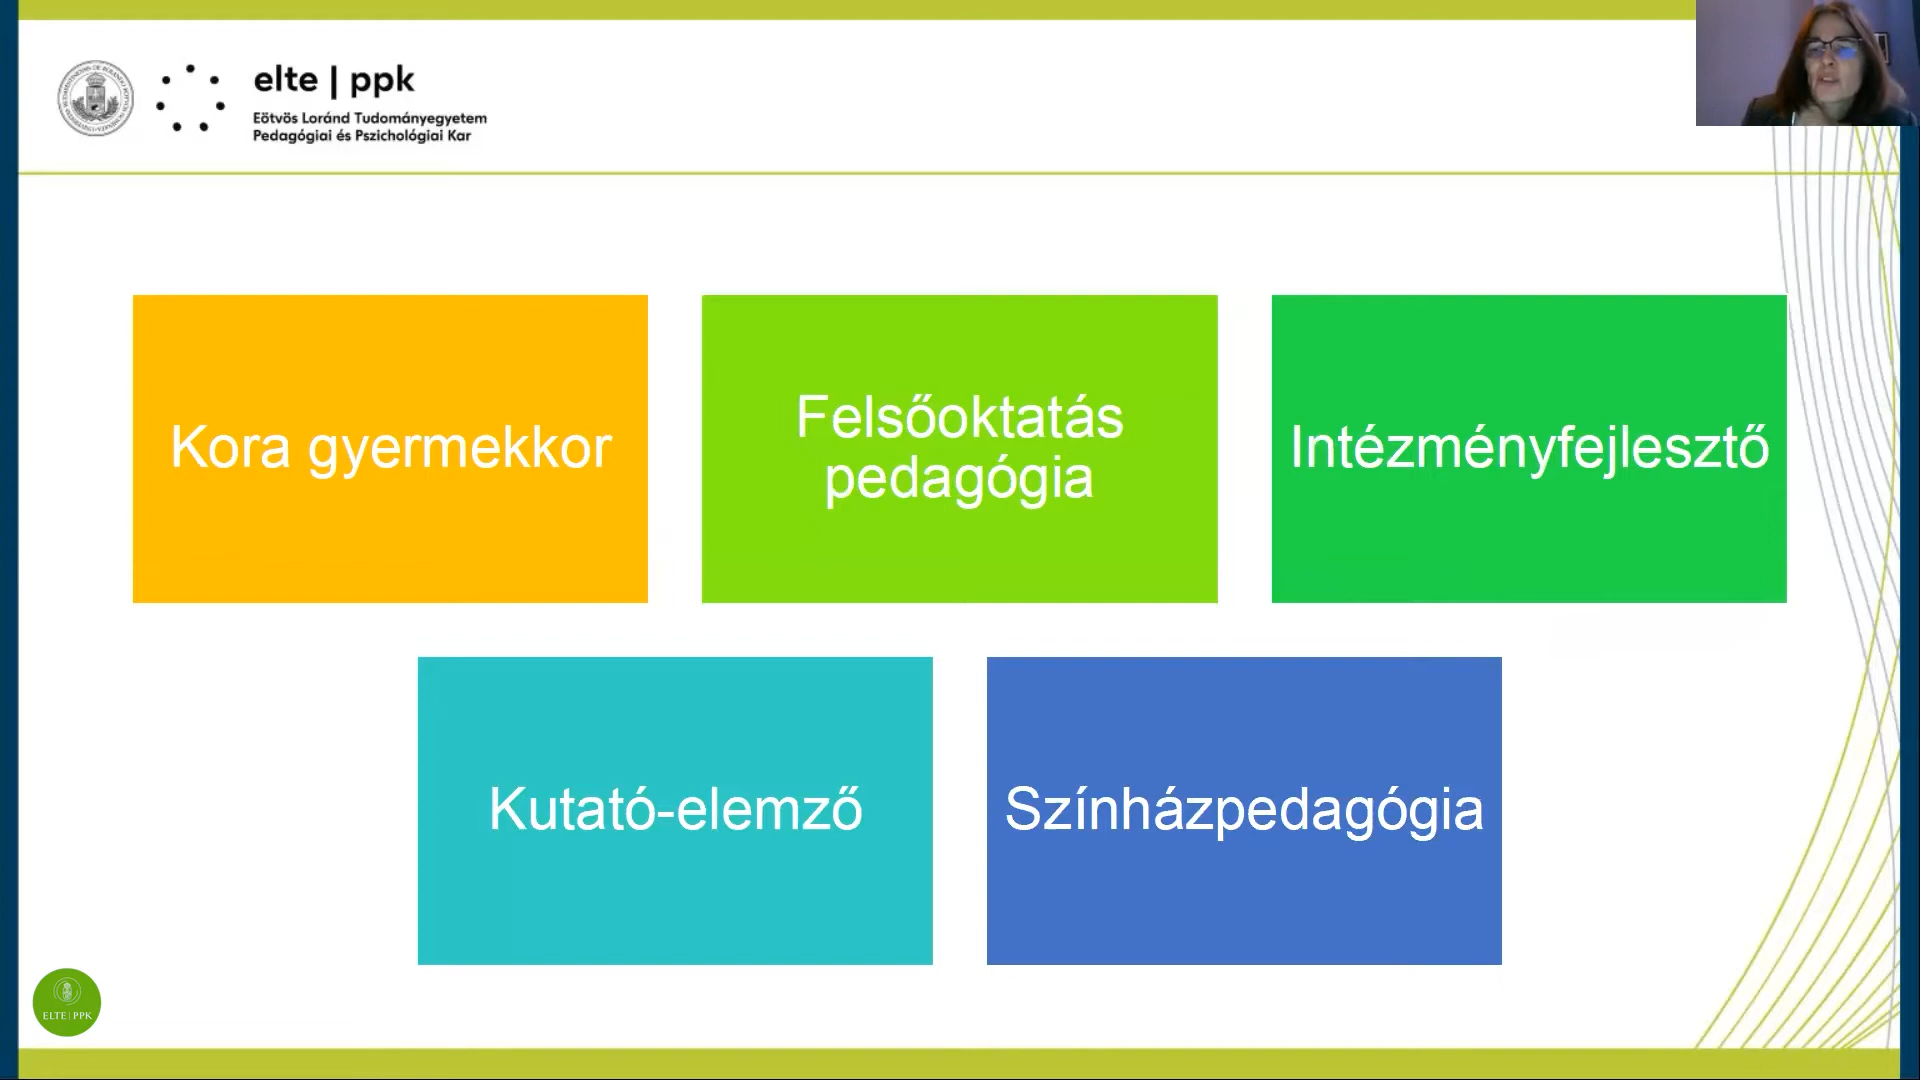 elte | ppk
Eötvös Loránd Tudományegyetem
Pedagógiai és Pszichológiai Kar
Kora gyermekkor
Felsőoktatás
pedagógia
Intézményfejlesztő
Kutató-elemző
Színházpedagógia
ELTE | PPK